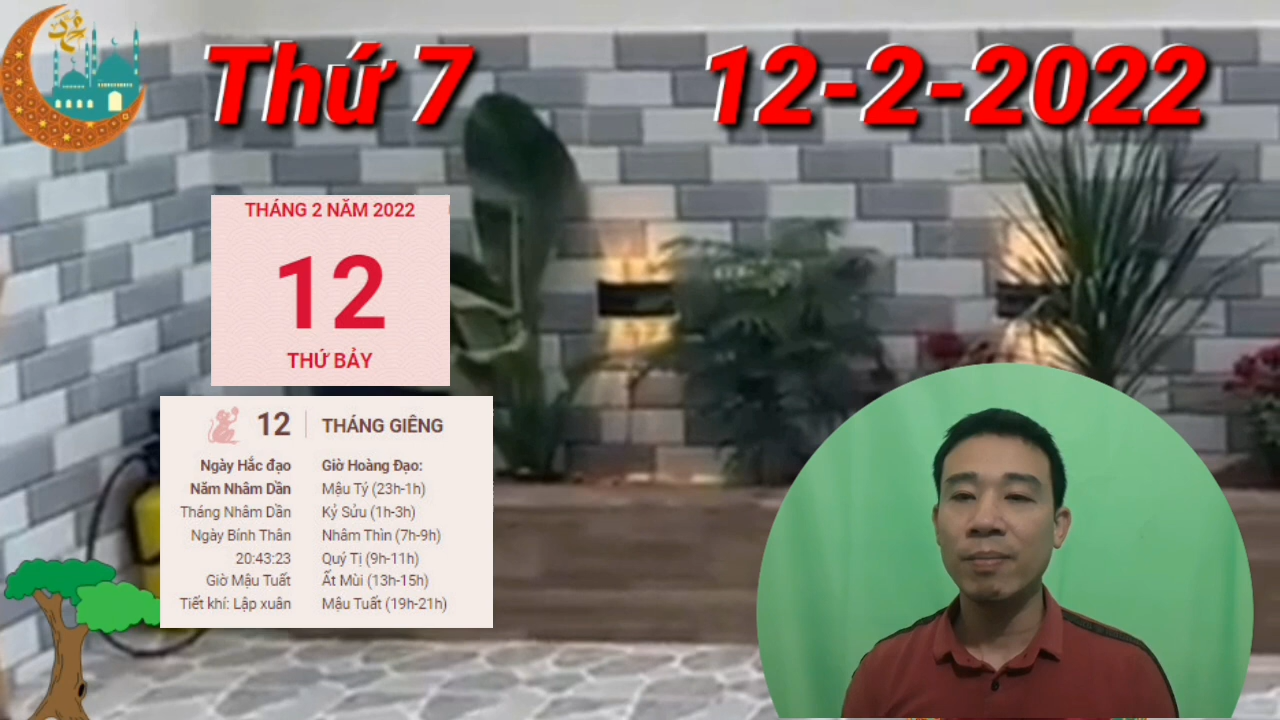 Thứ 7
12-2-2022
THÁNG 2 NĂM 2022
12
THỨ BẢY
12 THÁNG GIÊNG
Ngày Hắc đạo
Năm Nhâm Dần
Tháng Nhâm Dần
Ngày Bính Thân
20:43:23
Giờ Mậu Tuất
Tiết khí: Lập xuân
Giờ Hoàng Đạo:
Mậu Tý (23h-1h)
Kỷ Sửu (1h-3h)
Nhâm Thìn (7h-9h)
Quý Tị (9h-11h)
Ất Mùi (13h-15h)
Mậu Tuất (19h-21h)